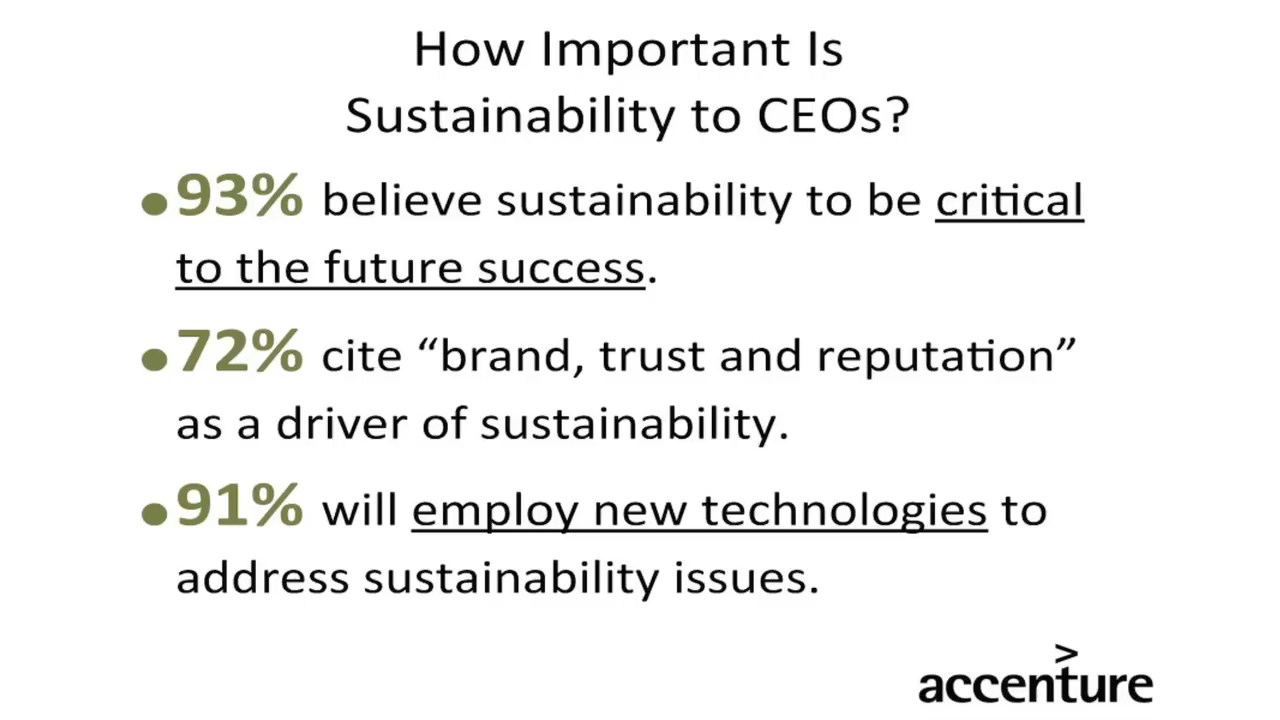 How Important Is
Sustainability to CEOs?
•93% believe sustainability to be critical
to the future success.
•72% cite “brand, trust and reputation”
as a driver of sustainability.
•91% will employ new technologies to
address sustainability issues.
>
accenture